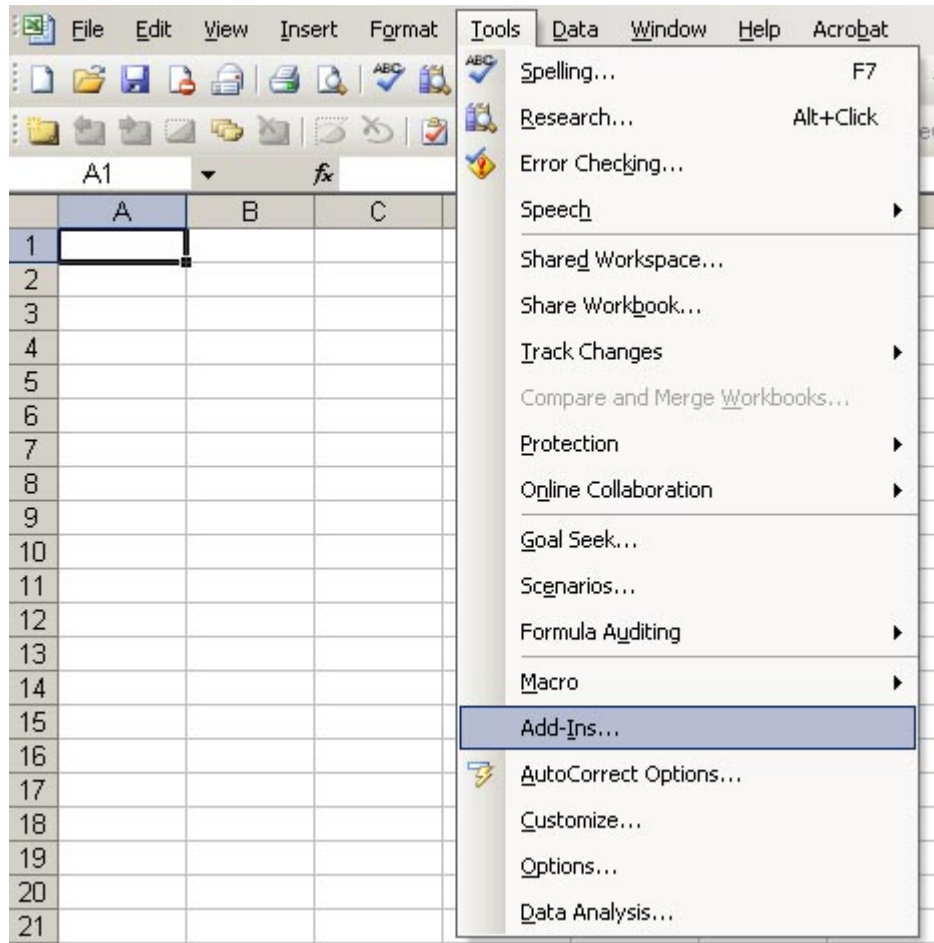 File Edit View Insert Format Tools Data Window Help Acrobat
ABC ABC
A1 fx
A B C
1
2
3
4
5
6
7
8
9
10
11
12
13
14
15
16
17
18
19
20
21
Spelling... F7
Research... Alt+Click
Error Checking...
Speech
Shared Workspace...
Share Workbook...
Track Changes
Compare and Merge Workbooks...
Protection
Online Collaboration
Goal Seek...
Scenarios...
Formula Auditing
Macro
Add-Ins...
AutoCorrect Options...
Customize...
Options...
Data Analysis...